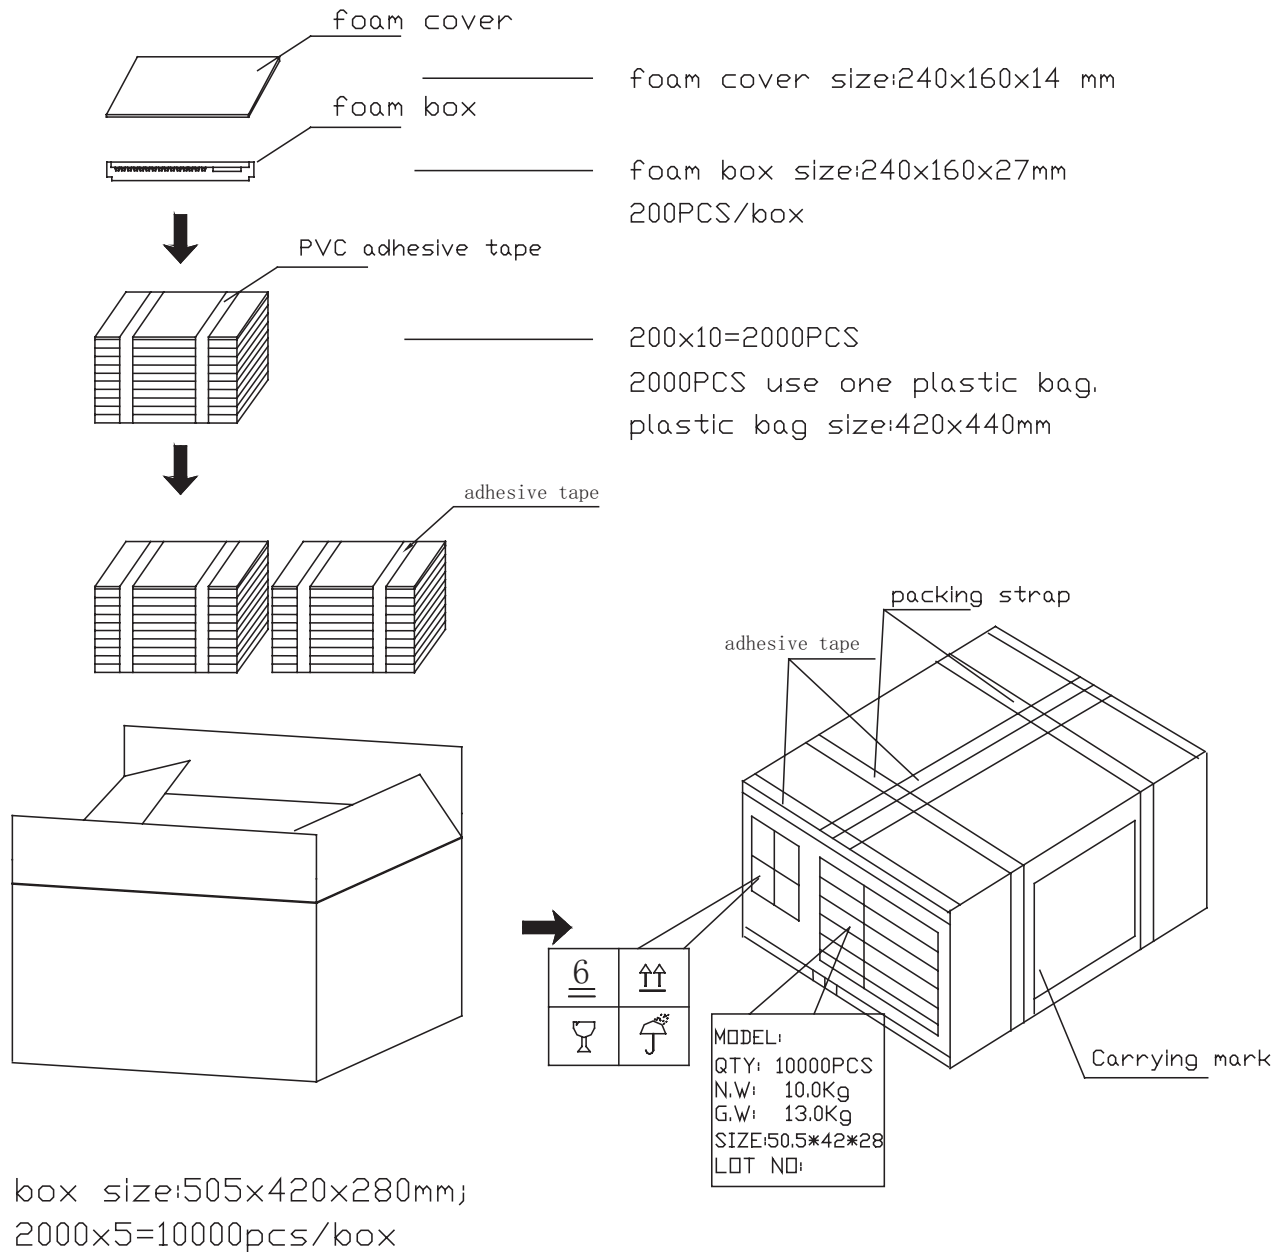 foam cover
foam cover size:240x160x14 mm
foam box
foam box size:240x160x27mm
200PCS/box
PVC adhesive tape
200x10=2000PCS
2000PCS use one plastic bag.
plastic bag size:420x440mm
adhesive tape
packing strap
adhesive tape
6
MODEL:
QTY: 10000PCS
N.W: 10.0Kg
G.W: 13.0Kg
SIZE:50.5*42*28
LOT NO:
Carrying mark
box size:505x420x280mm;
2000x5=10000pcs/box